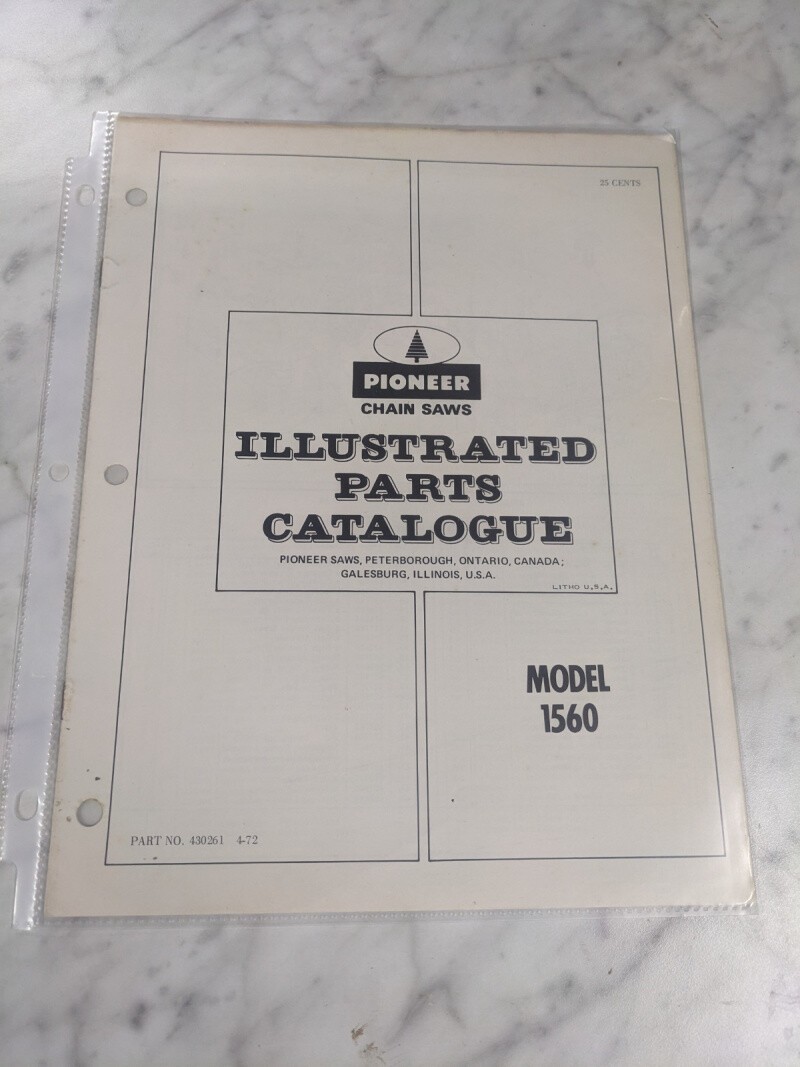 25 CENTS
PIONEER
CHAIN SAWS
ILLUSTRATED
PARTS
CATALOGUE
PIONEER SAWS, PETERBOROUGH, ONTARIO, CANADA;
GALESBURG, ILLINOIS, U.S.A.
LITHO U.S.A.
MODEL
1560
PART NO. 430261 4-72